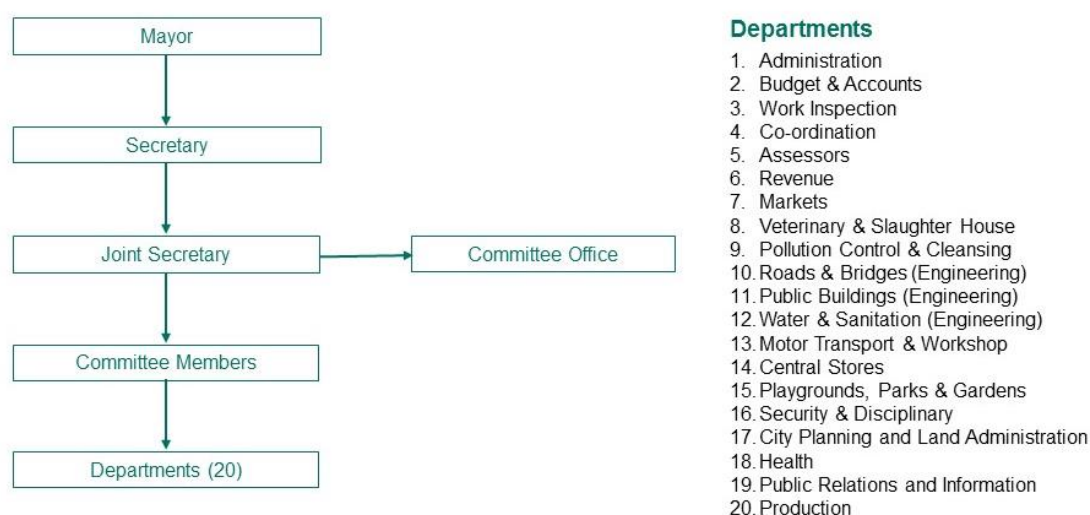 Mayor
Secretary
Joint Secretary
Committee Office
Committee Members
Departments (20)
Departments
1. Administration
2. Budget & Accounts
3. Work Inspection
4. Co-ordination
5. Assessors
6. Revenue
7. Markets
8. Veterinary & Slaughter House
9. Pollution Control & Cleansing
10. Roads & Bridges (Engineering)
11. Public Buildings (Engineering)
12. Water & Sanitation (Engineering)
13. Motor Transport & Workshop
14. Central Stores
15. Playgrounds, Parks & Gardens
16. Security & Disciplinary
17. City Planning and Land Administration
18. Health
19. Public Relations and Information
20. Production